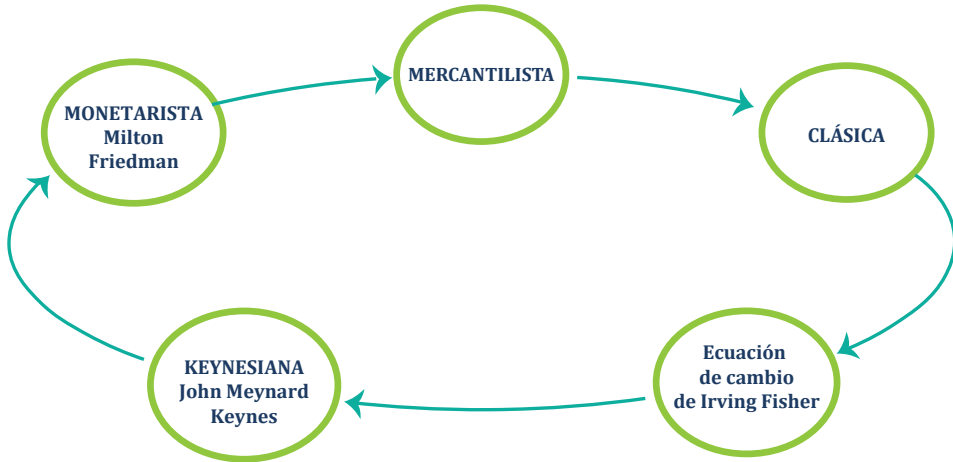 MERCANTILISTA
CLÁSICA
Ecuación
de cambio
de Irving Fisher
KEYNESIANA
John Meynard
Keynes
MONETARISTA
Milton
Friedman